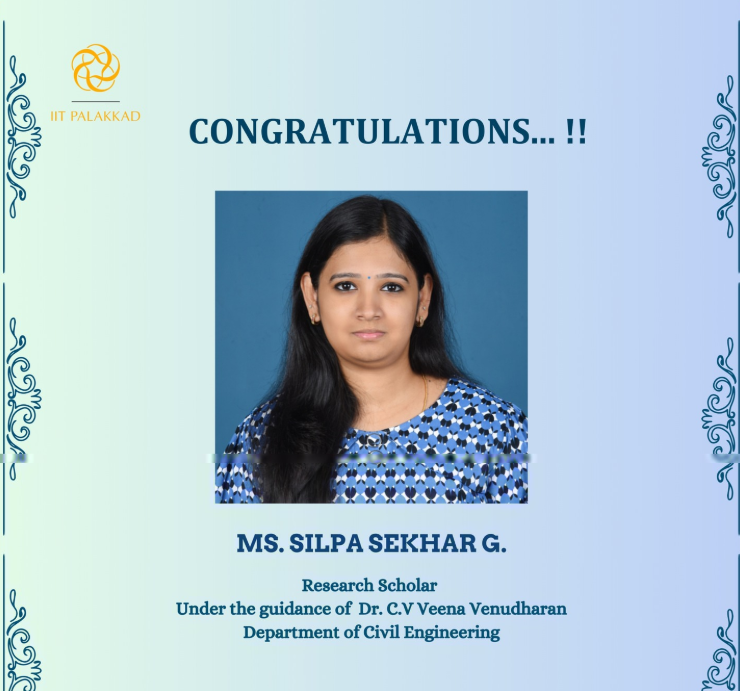 IIT PALAKKAD
CONGRATULATIONS... !!
MS. SILPA SEKHAR G.
Research Scholar
Under the guidance of Dr. C.V Veena Venudharan
Department of Civil Engineering